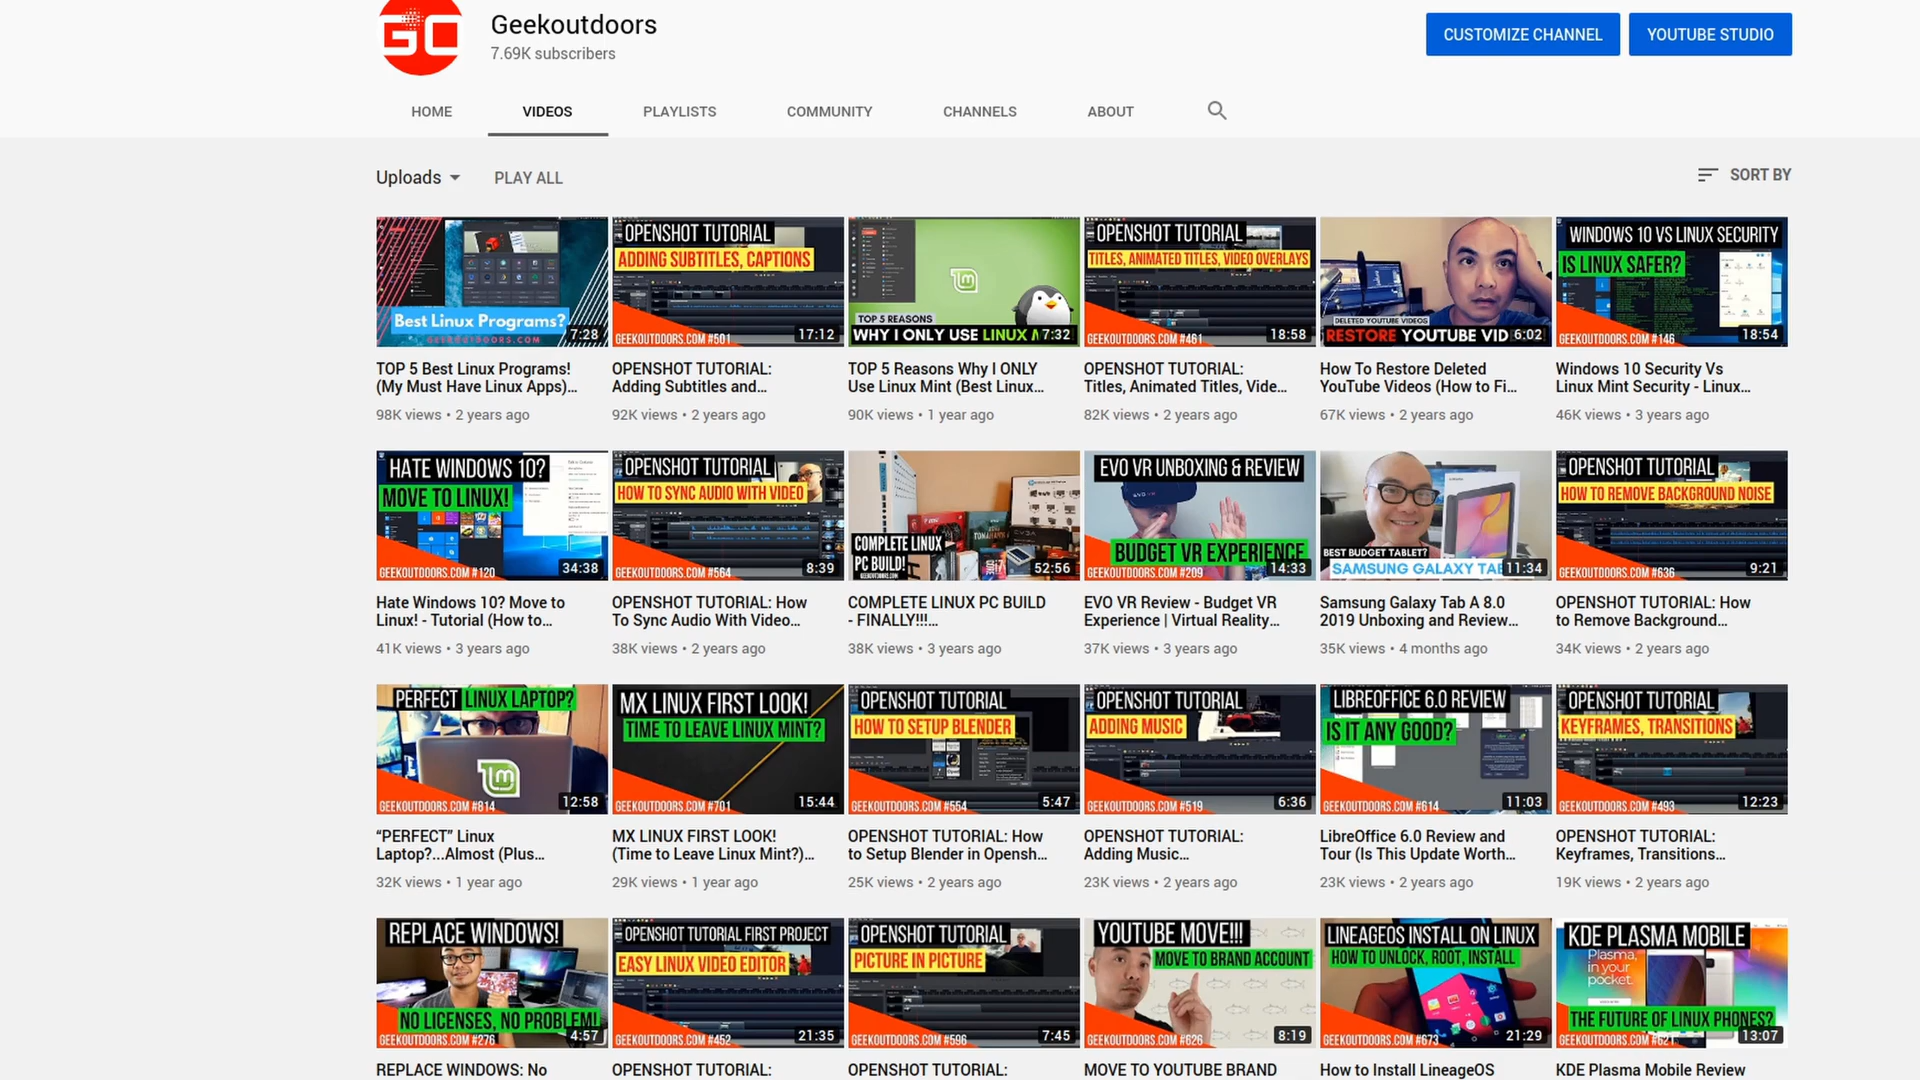 GC
Geekoutdoors
7.69K subscribers
CUSTOMIZE CHANNEL
YOUTUBE STUDIO
HOME
VIDEOS
PLAYLISTS
COMMUNITY
CHANNELS
ABOUT
Uploads
PLAY ALL
SORT BY
Best Linux Programs?
GEEKOUTDOORS.COM
7:28
TOP 5 Best Linux Programs!
(My Must Have Linux Apps)...
98K views • 2 years ago
OPENSHOT TUTORIAL
ADDING SUBTITLES, CAPTIONS
GEEKOUTDOORS.COM #501
17:12
OPENSHOT TUTORIAL:
Adding Subtitles and...
92K views • 2 years ago
TOP 5 REASONS
WHY I ONLY USE LINUX
7:32
TOP 5 Reasons Why I ONLY
Use Linux Mint (Best Linux...
90K views • 1 year ago
OPENSHOT TUTORIAL
TITLES, ANIMATED TITLES, VIDEO OVERLAYS
GEEKOUTDOORS.COM #461
18:58
OPENSHOT TUTORIAL:
Titles, Animated Titles, Vide...
82K views • 2 years ago
DELETED YOUTUBE VIDEOS
RESTORE YOUTUBE VID
6:02
How To Restore Deleted
YouTube Videos (How to Fi...
67K views • 2 years ago
WINDOWS 10 VS LINUX SECURITY
IS LINUX SAFER?
GEEKOUTDOORS.COM #146
18:54
Windows 10 Security Vs
Linux Mint Security - Linux...
46K views • 3 years ago
HATE WINDOWS 10?
MOVE TO LINUX!
GEEKOUTDOORS.COM #120
34:38
Hate Windows 10? Move to
Linux! - Tutorial (How to...
41K views • 3 years ago
OPENSHOT TUTORIAL
HOW TO SYNC AUDIO WITH VIDEO
GEEKOUTDOORS.COM #564
8:39
OPENSHOT TUTORIAL: How
To Sync Audio With Video...
38K views • 2 years ago
COMPLETE LINUX
PC BUILD!
GEEKOUTDOORS.COM
52:56
COMPLETE LINUX PC BUILD
- FINALLY!!!...
38K views • 3 years ago
EVO VR UNBOXING & REVIEW
BUDGET VR EXPERIENCE
GEEKOUTDOORS.COM #209
14:33
EVO VR Review - Budget VR
Experience | Virtual Reality...
37K views • 3 years ago
BEST BUDGET TABLET?
SAMSUNG GALAXY TA
11:34
Samsung Galaxy Tab A 8.0
2019 Unboxing and Review...
35K views • 4 months ago
OPENSHOT TUTORIAL
HOW TO REMOVE BACKGROUND NOISE
GEEKOUTDOORS.COM #636
9:21
OPENSHOT TUTORIAL: How
to Remove Background...
34K views • 2 years ago
PERFECT LINUX LAPTOP?
GEEKOUTDOORS.COM #814
12:58
“PERFECT” Linux
Laptop?...Almost (Plus...
32K views • 1 year ago
MX LINUX FIRST LOOK!
TIME TO LEAVE LINUX MINT?
GEEKOUTDOORS.COM #701
15:44
MX LINUX FIRST LOOK!
(Time to Leave Linux Mint?)...
29K views • 1 year ago
OPENSHOT TUTORIAL
HOW TO SETUP BLENDER
GEEKOUTDOORS.COM #554
5:47
OPENSHOT TUTORIAL: How
to Setup Blender in Opensh...
25K views • 2 years ago
OPENSHOT TUTORIAL
ADDING MUSIC
GEEKOUTDOORS.COM #519
6:36
OPENSHOT TUTORIAL:
Adding Music...
23K views • 2 years ago
LIBREOFFICE 6.0 REVIEW
IS IT ANY GOOD?
GEEKOUTDOORS.COM #614
11:03
LibreOffice 6.0 Review and
Tour (Is This Update Worth...
23K views • 2 years ago
OPENSHOT TUTORIAL
KEYFRAMES, TRANSITIONS
GEEKOUTDOORS.COM #493
12:23
OPENSHOT TUTORIAL:
Keyframes, Transitions...
19K views • 2 years ago
REPLACE WINDOWS!
NO LICENSES, NO PROBLEM!
GEEKOUTDOORS.COM #276
4:57
REPLACE WINDOWS: No
OPENSHOT TUTORIAL FIRST PROJECT
EASY LINUX VIDEO EDITOR
GEEKOUTDOORS.COM #452
21:35
OPENSHOT TUTORIAL:
OPENSHOT TUTORIAL
PICTURE IN PICTURE
GEEKOUTDOORS.COM #596
7:45
OPENSHOT TUTORIAL:
YOUTUBE MOVE!!!
MOVE TO BRAND ACCOUNT
GEEKOUTDOORS.COM #626
8:19
MOVE TO YOUTUBE BRAND
LINEAGEOS INSTALL ON LINUX
HOW TO UNLOCK, ROOT, INSTALL
GEEKOUTDOORS.COM #673
21:29
How to Install LineageOS
KDE PLASMA MOBILE
Plasma,
in your
pocket.
THE FUTURE OF LINUX PHONES?
GEEKOUTDOORS.COM #621
13:07
KDE Plasma Mobile Review